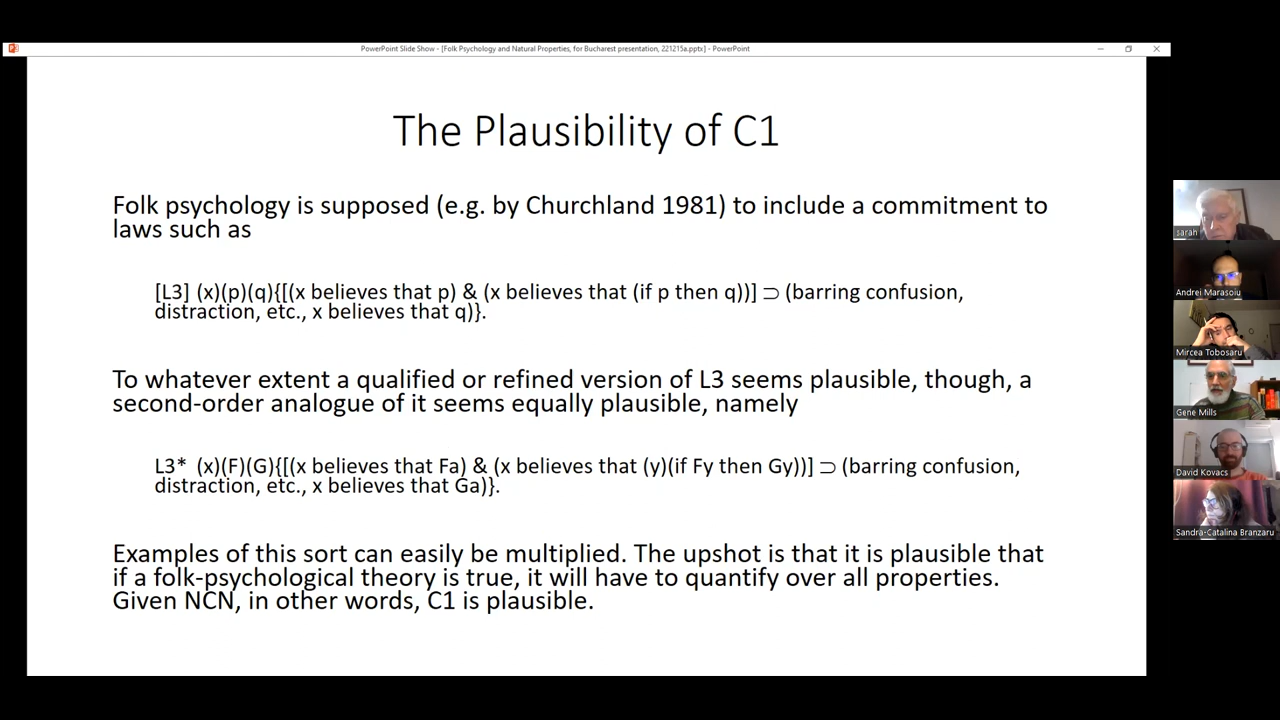 PowerPoint Slide Show - [Folk Psychology and Natural Properties, for Bucharest presentation, 221215a.pptx] - PowerPoint
The Plausibility of C1
Folk psychology is supposed (e.g. by Churchland 1981) to include a commitment to
laws such as
[L3] (x)(p)(q){[(x believes that p) & (x believes that (if p then q))] ⊃ (barring confusion,
distraction, etc., x believes that q)}.
To whatever extent a qualified or refined version of L3 seems plausible, though, a
second-order analogue of it seems equally plausible, namely
L3* (x)(F)(G){[(x believes that Fa) & (x believes that (y)(if Fy then Gy))] ⊃ (barring confusion,
distraction, etc., x believes that Ga)}.
Examples of this sort can easily be multiplied. The upshot is that it is plausible that
if a folk-psychological theory is true, it will have to quantify over all properties.
Given NCN, in other words, C1 is plausible.
sarah
Andrei Marasoiu
Mircea Tobosaru
Gene Mills
David Kovacs
Sandra-Catalina Branzaru